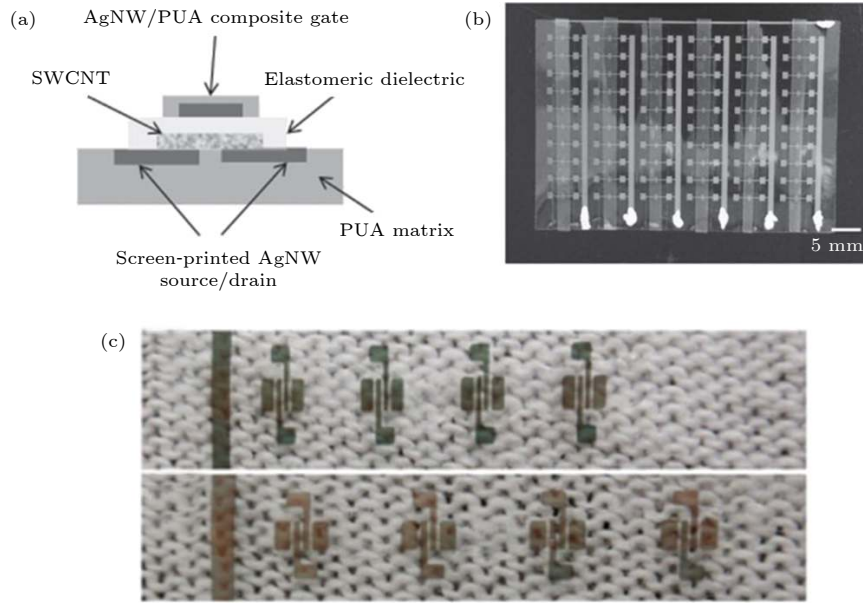 (a)
AgNW/PUA composite gate
SWCNT
Elastomeric dielectric
PUA matrix
Screen-printed AgNW
source/drain
(b)
5 mm
(c)